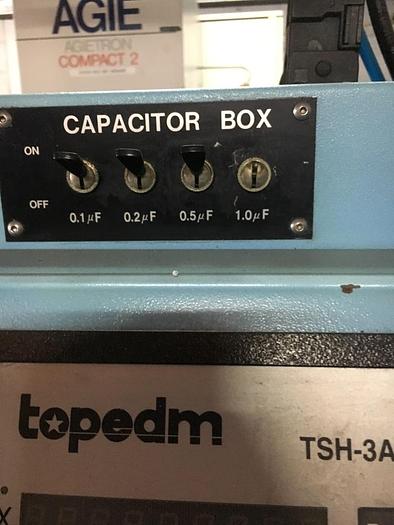 AGIE
AGIETRON
COMPACT 2
CAPACITOR BOX
ON
OFF
0.1µF 0.2µF 0.5µF 1.0µF
topedm
TSH-3A
X